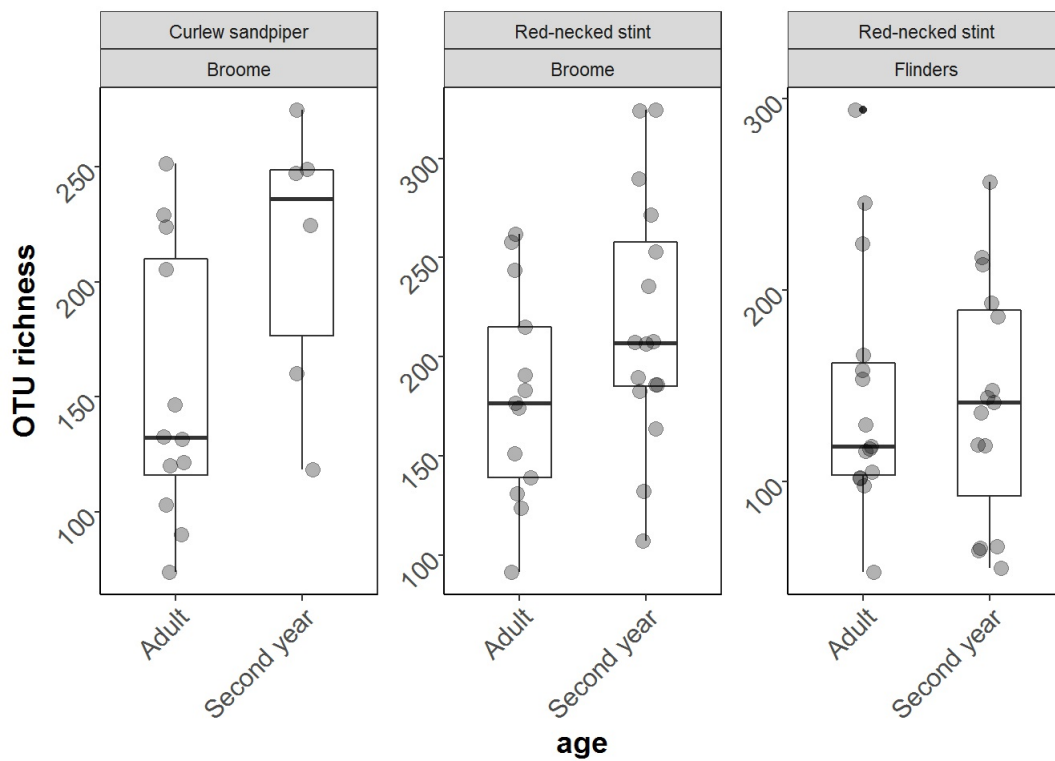 Curlew sandpiper
Broome
Red-necked stint
Broome
Red-necked stint
Flinders
OTU richness
250
200
150
100
300
250
200
150
100
300
200
100
Adult
Second year
Adult
Second year
Adult
Second year
age